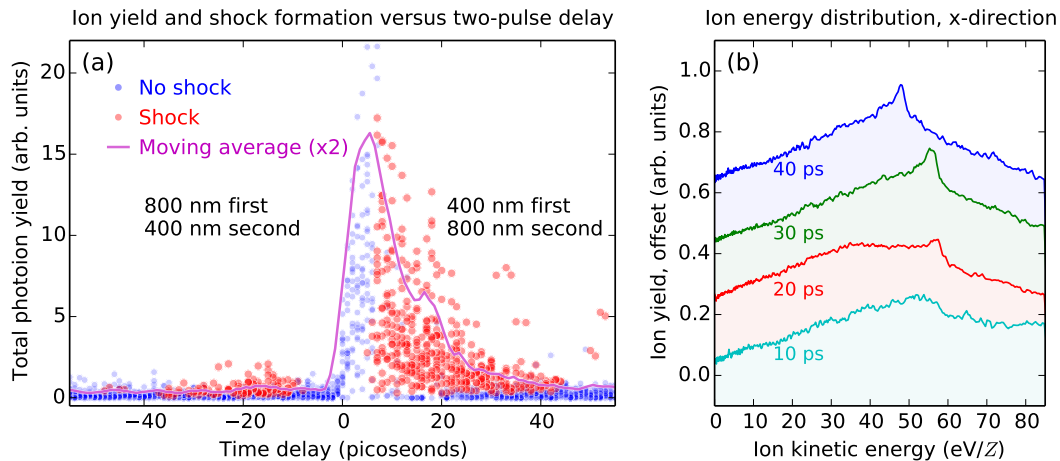 Ion yield and shock formation versus two-pulse delay
(a)
No shock
Shock
Moving average (x2)
800 nm first
400 nm second
400 nm first
800 nm second
Total photoion yield (arb. units)
20
15
10
5
0
−40
−20
0
20
40
Time delay (picoseonds)
Ion energy distribution, x-direction
(b)
40 ps
30 ps
20 ps
10 ps
Ion yield, offset (arb. units)
1.0
0.8
0.6
0.4
0.2
0.0
0 10 20 30 40 50 60 70 80
Ion kinetic energy (eV/Z)